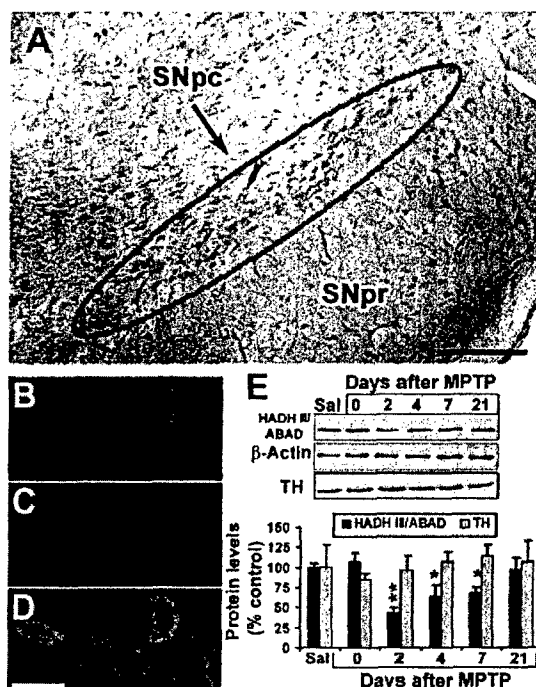 A
SNpc
SNpr
B
C
D
E
Days after MPTP
Sal 0 2 4 7 21
HADH II/
ABAD
β-Actin
TH
HADH II/ABAD TH
Protein levels
(% control)
150
125
100
75
50
25
0
** * *
Sal 0 2 4 7 21
Days after MPTP